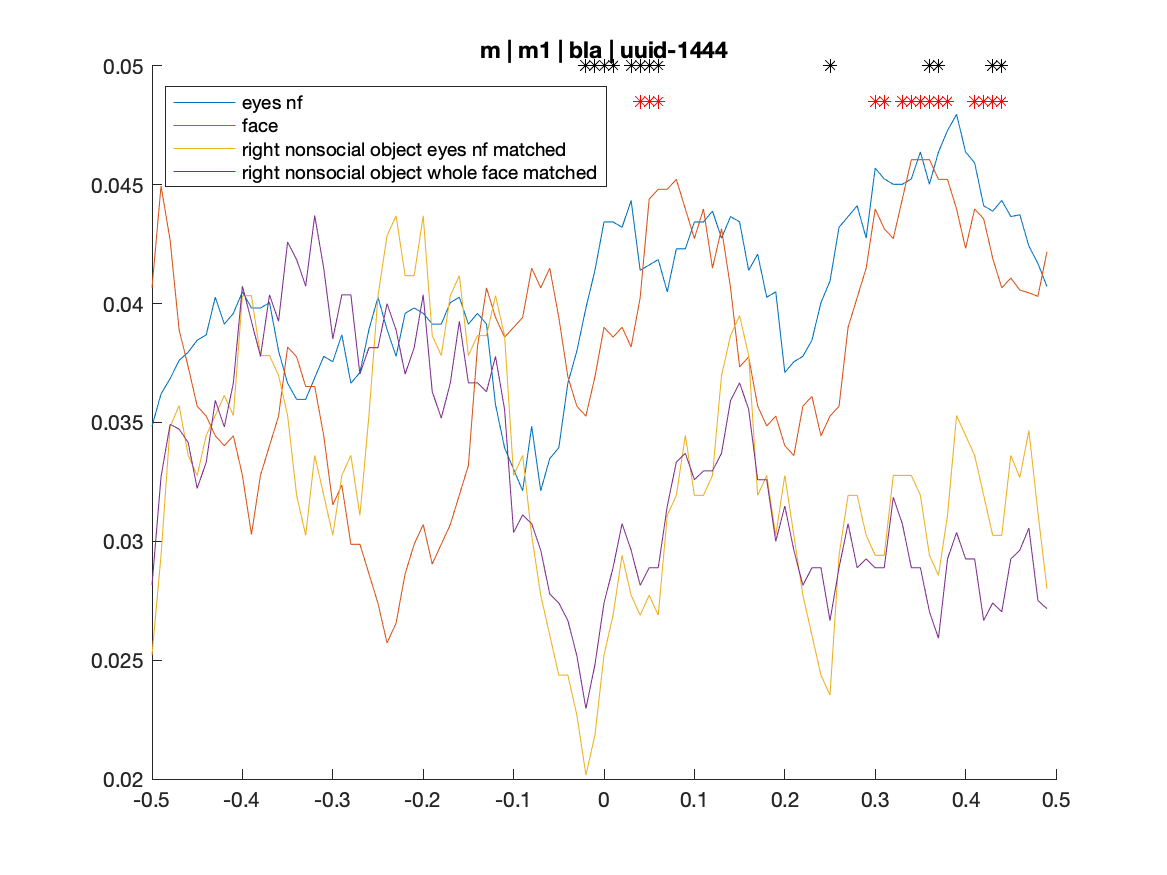 m | m1 | bla | uuid-1444
eyes nf
face
right nonsocial object eyes nf matched
right nonsocial object whole face matched
0.05
0.045
0.04
0.035
0.03
0.025
0.02
-0.5 -0.4 -0.3 -0.2 -0.1 0 0.1 0.2 0.3 0.4 0.5